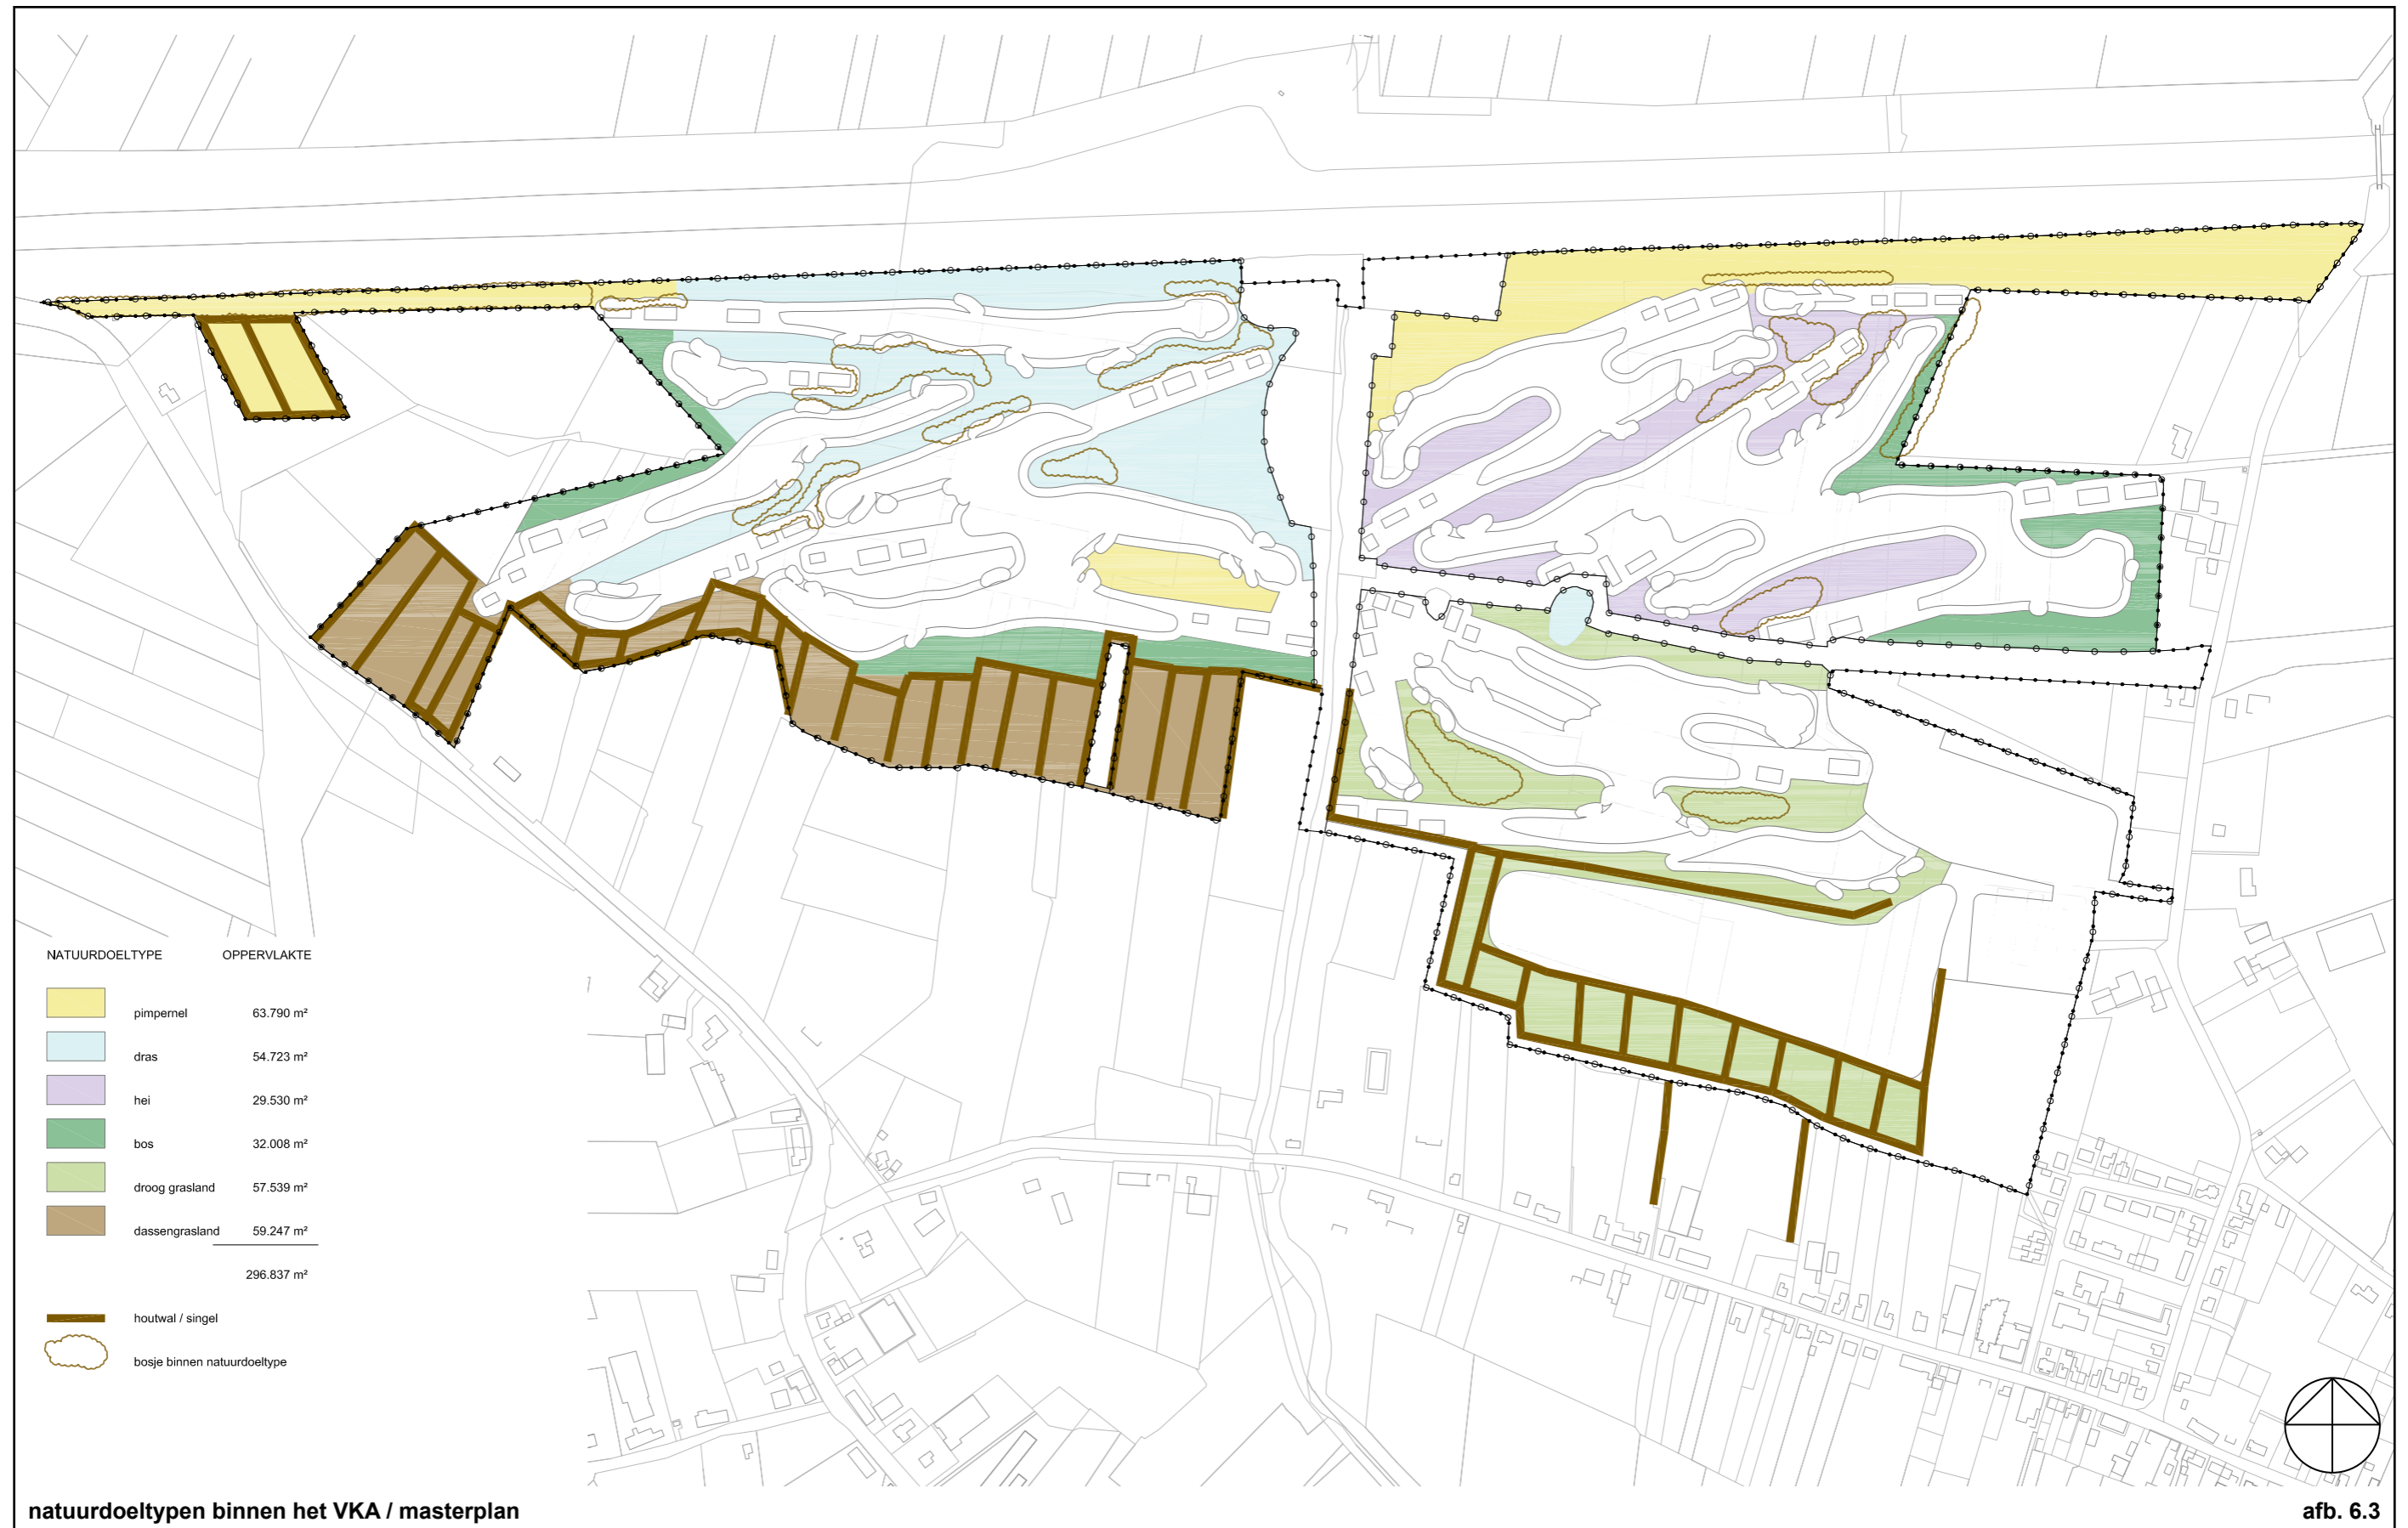 NATUURDOELTYPE OPPERVLAKTE
pimpernel 63.790 m²
dras 54.723 m²
hei 29.530 m²
bos 32.008 m²
droog grasland 57.539 m²
dassengrasland 59.247 m²
296.837 m²
houtwal / singel
bosje binnen natuurdoeltype
natuurdoeltypen binnen het VKA / masterplan afb. 6.3